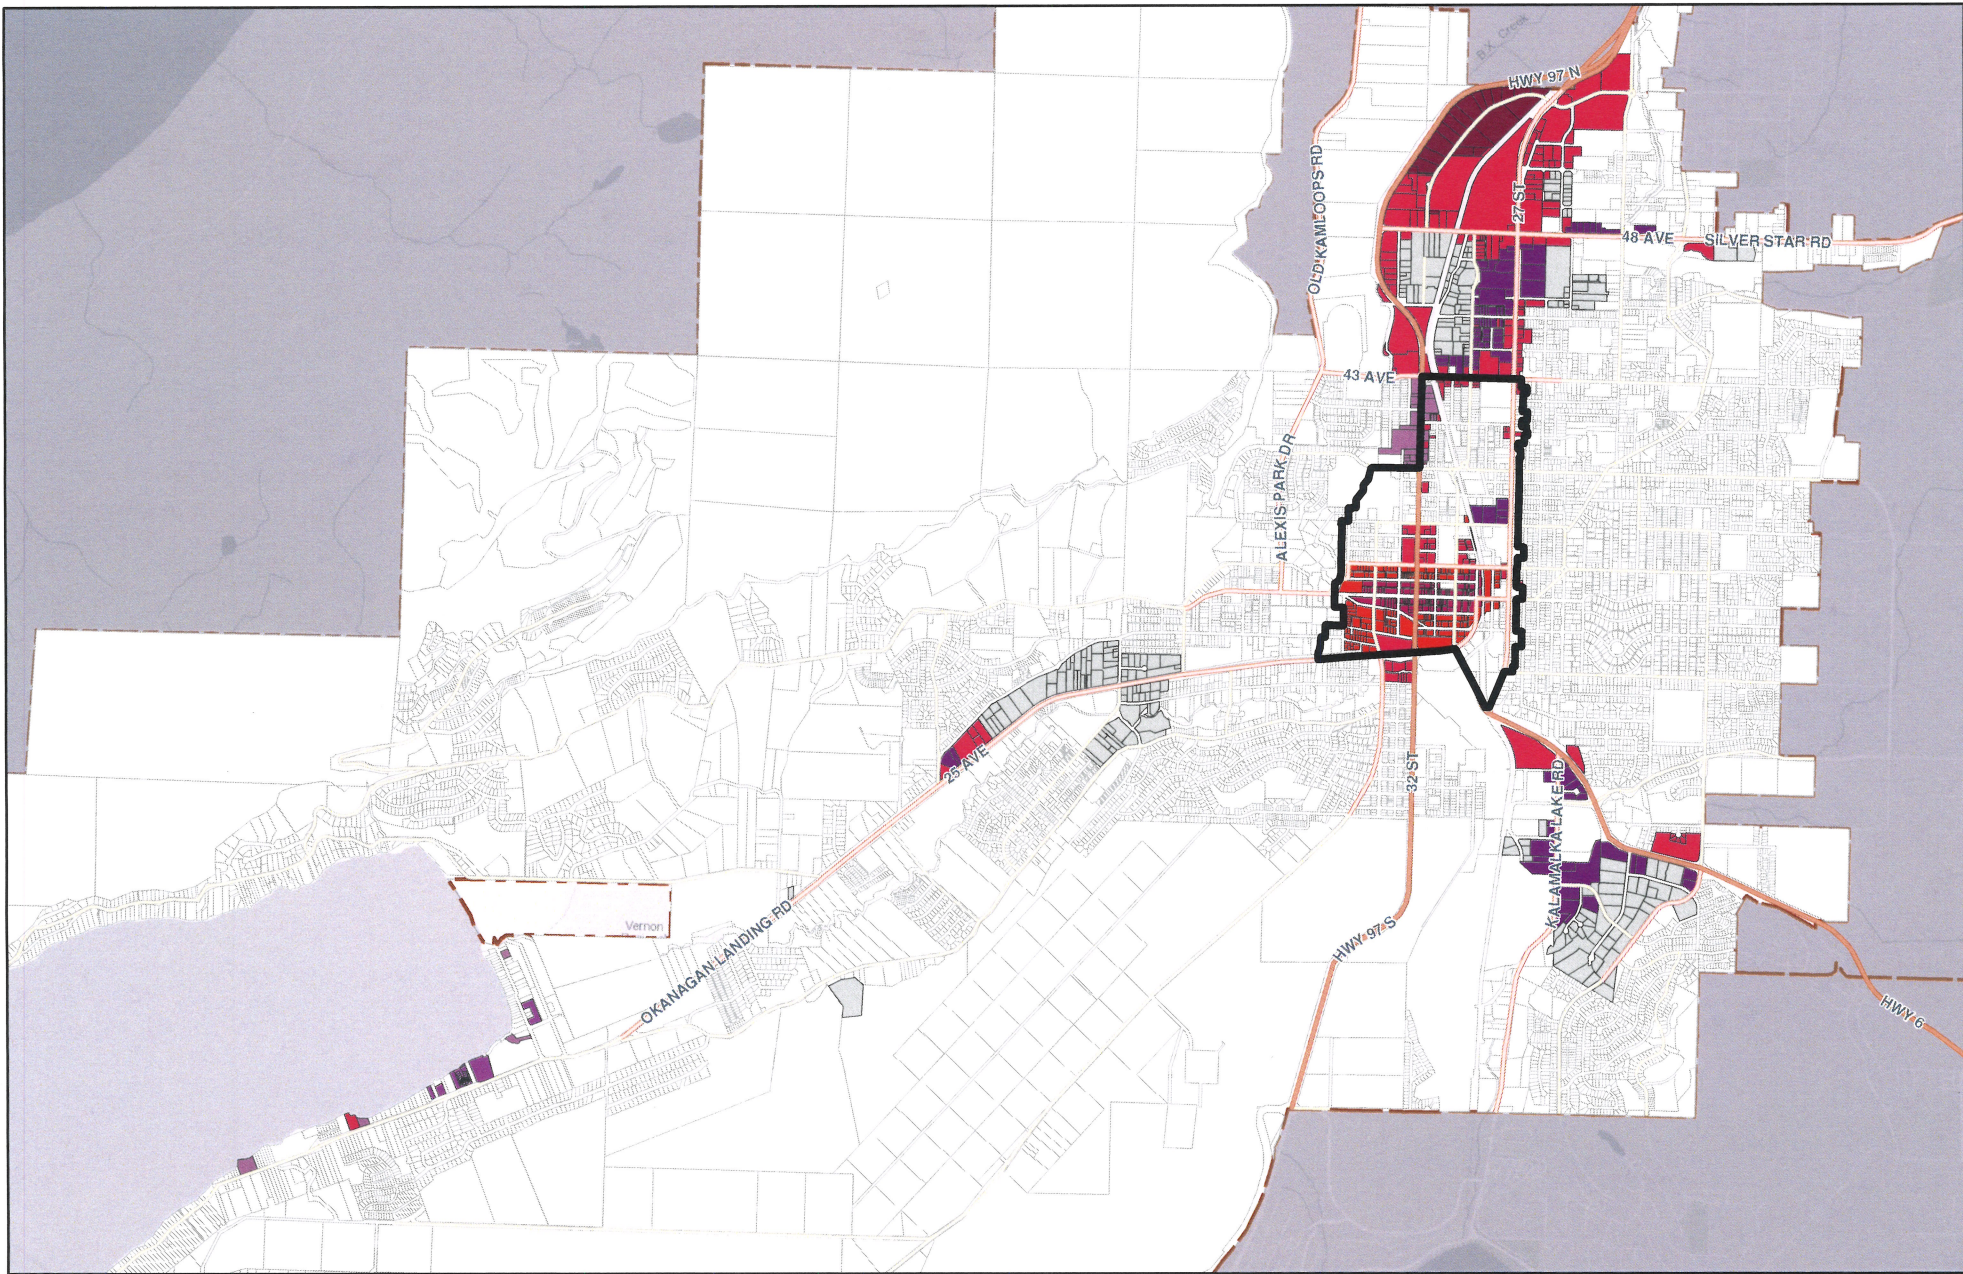 B.X. Creek
HWY 97 N
OLD KAMLOOPS RD
27 ST
48 AVE
SILVER STAR RD
43 AVE
ALEXIS PARK DR
25 AVE
32 ST
KALAMALKA LAKE RD
Vernon
OKANAGAN LANDING RD
HWY 97 S
HWY 6